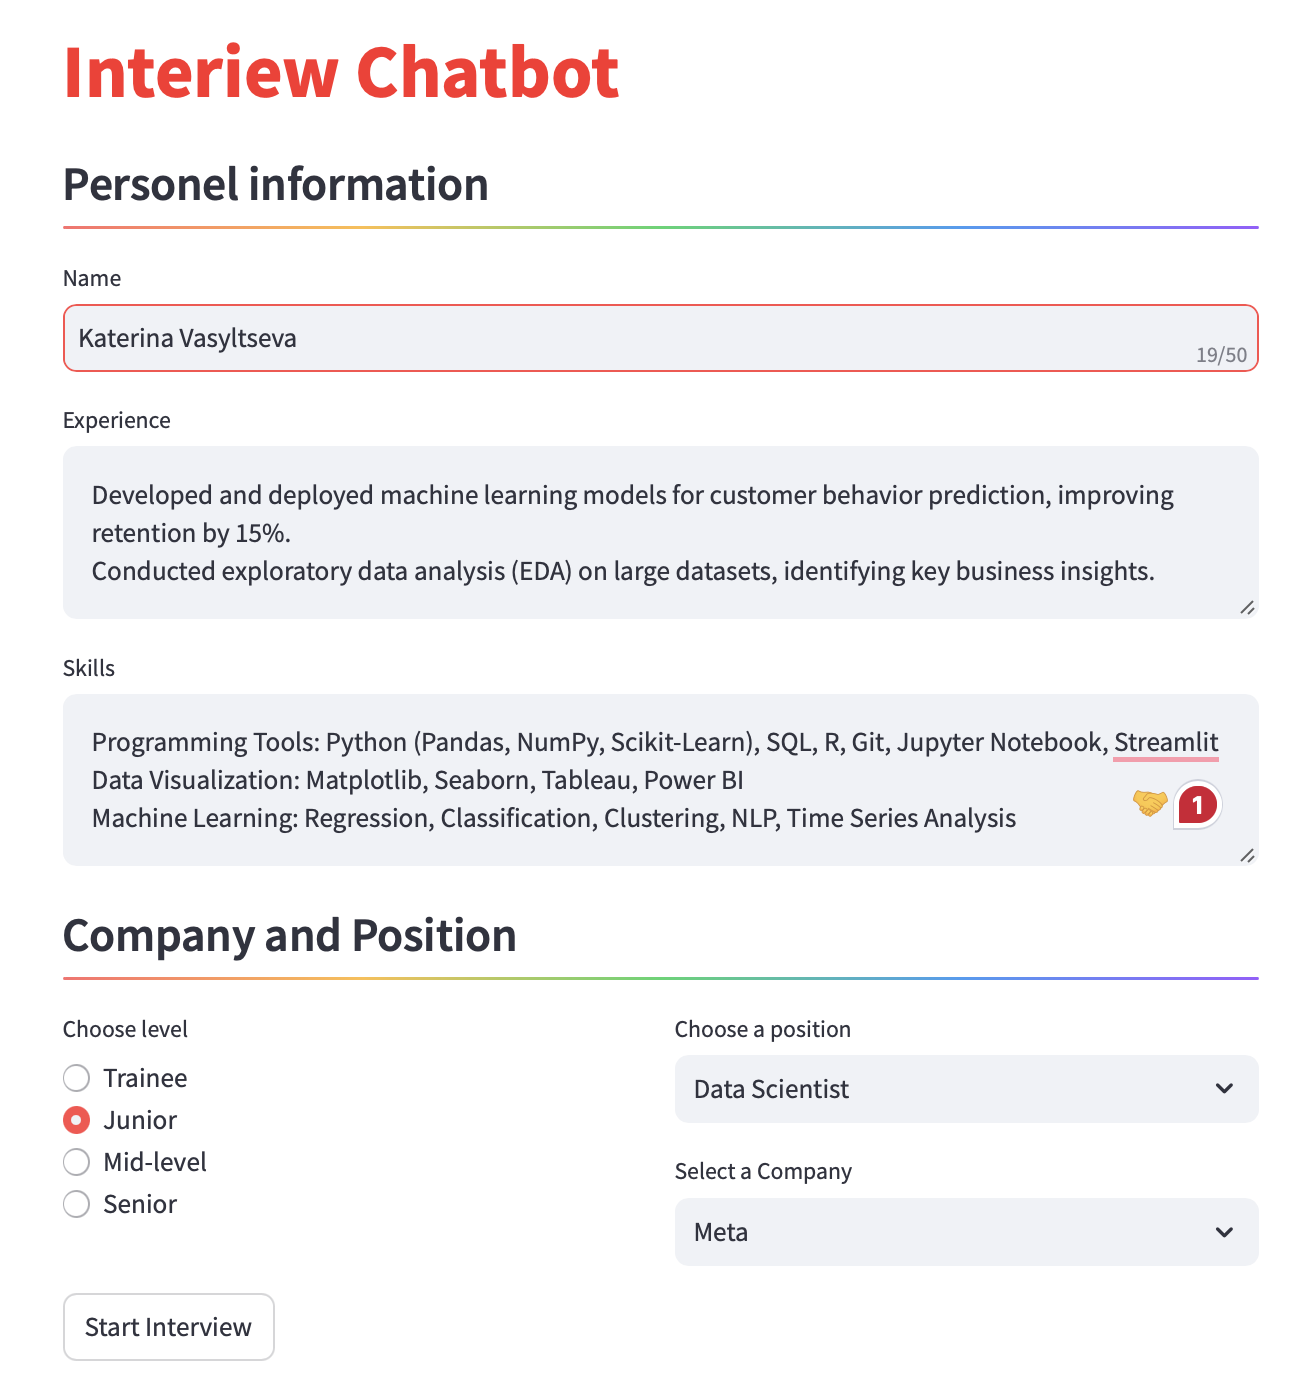 Interiew Chatbot
Personel information
Name
Katerina Vasyltseva
19/50
Experience
Developed and deployed machine learning models for customer behavior prediction, improving
retention by 15%.
Conducted exploratory data analysis (EDA) on large datasets, identifying key business insights.
Skills
Programming Tools: Python (Pandas, NumPy, Scikit-Learn), SQL, R, Git, Jupyter Notebook, Streamlit
Data Visualization: Matplotlib, Seaborn, Tableau, Power BI
Machine Learning: Regression, Classification, Clustering, NLP, Time Series Analysis
1
Company and Position
Choose level
Trainee
Junior
Mid-level
Senior
Choose a position
Data Scientist
Select a Company
Meta
Start Interview